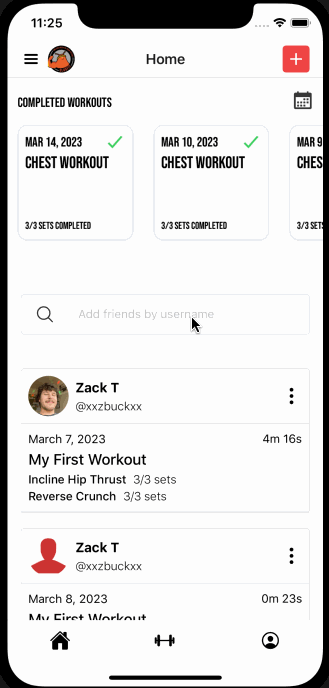 11:25
Home
COMPLETED WORKOUTS
MAR 14, 2023
CHEST WORKOUT
3/3 SETS COMPLETED
MAR 10, 2023
CHEST WORKOUT
3/3 SETS COMPLETED
MAR 9
CHES
3/3 SE
Add friends by username
Zack T
@xxzbuckxx
March 7, 2023 4m 16s
My First Workout
Incline Hip Thrust 3/3 sets
Reverse Crunch 3/3 sets
Zack T
@xxzbuckxx
March 8, 2023 0m 23s
My First Workout